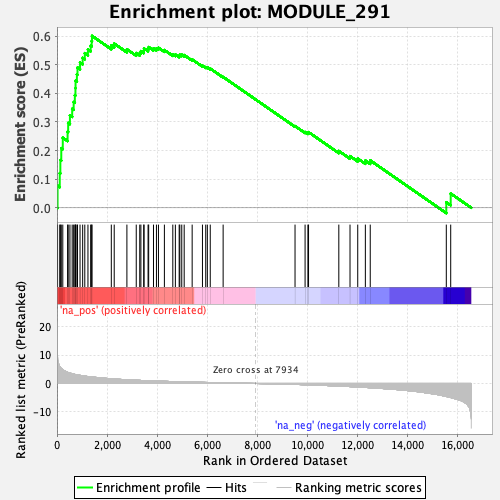 Enrichment plot: MODULE_291
Enrichment score (ES)
0.6
0.5
0.4
0.3
0.2
0.1
0.0
'na_pos' (positively correlated)
Ranked list metric (PreRanked)
20
10
0
-10
Zero cross at 7934
'na_neg' (negatively correlated)
0
2,000
4,000
6,000
8,000
10,000
12,000
14,000
16,000
Rank in Ordered Dataset
Enrichment profile
Hits
Ranking metric scores